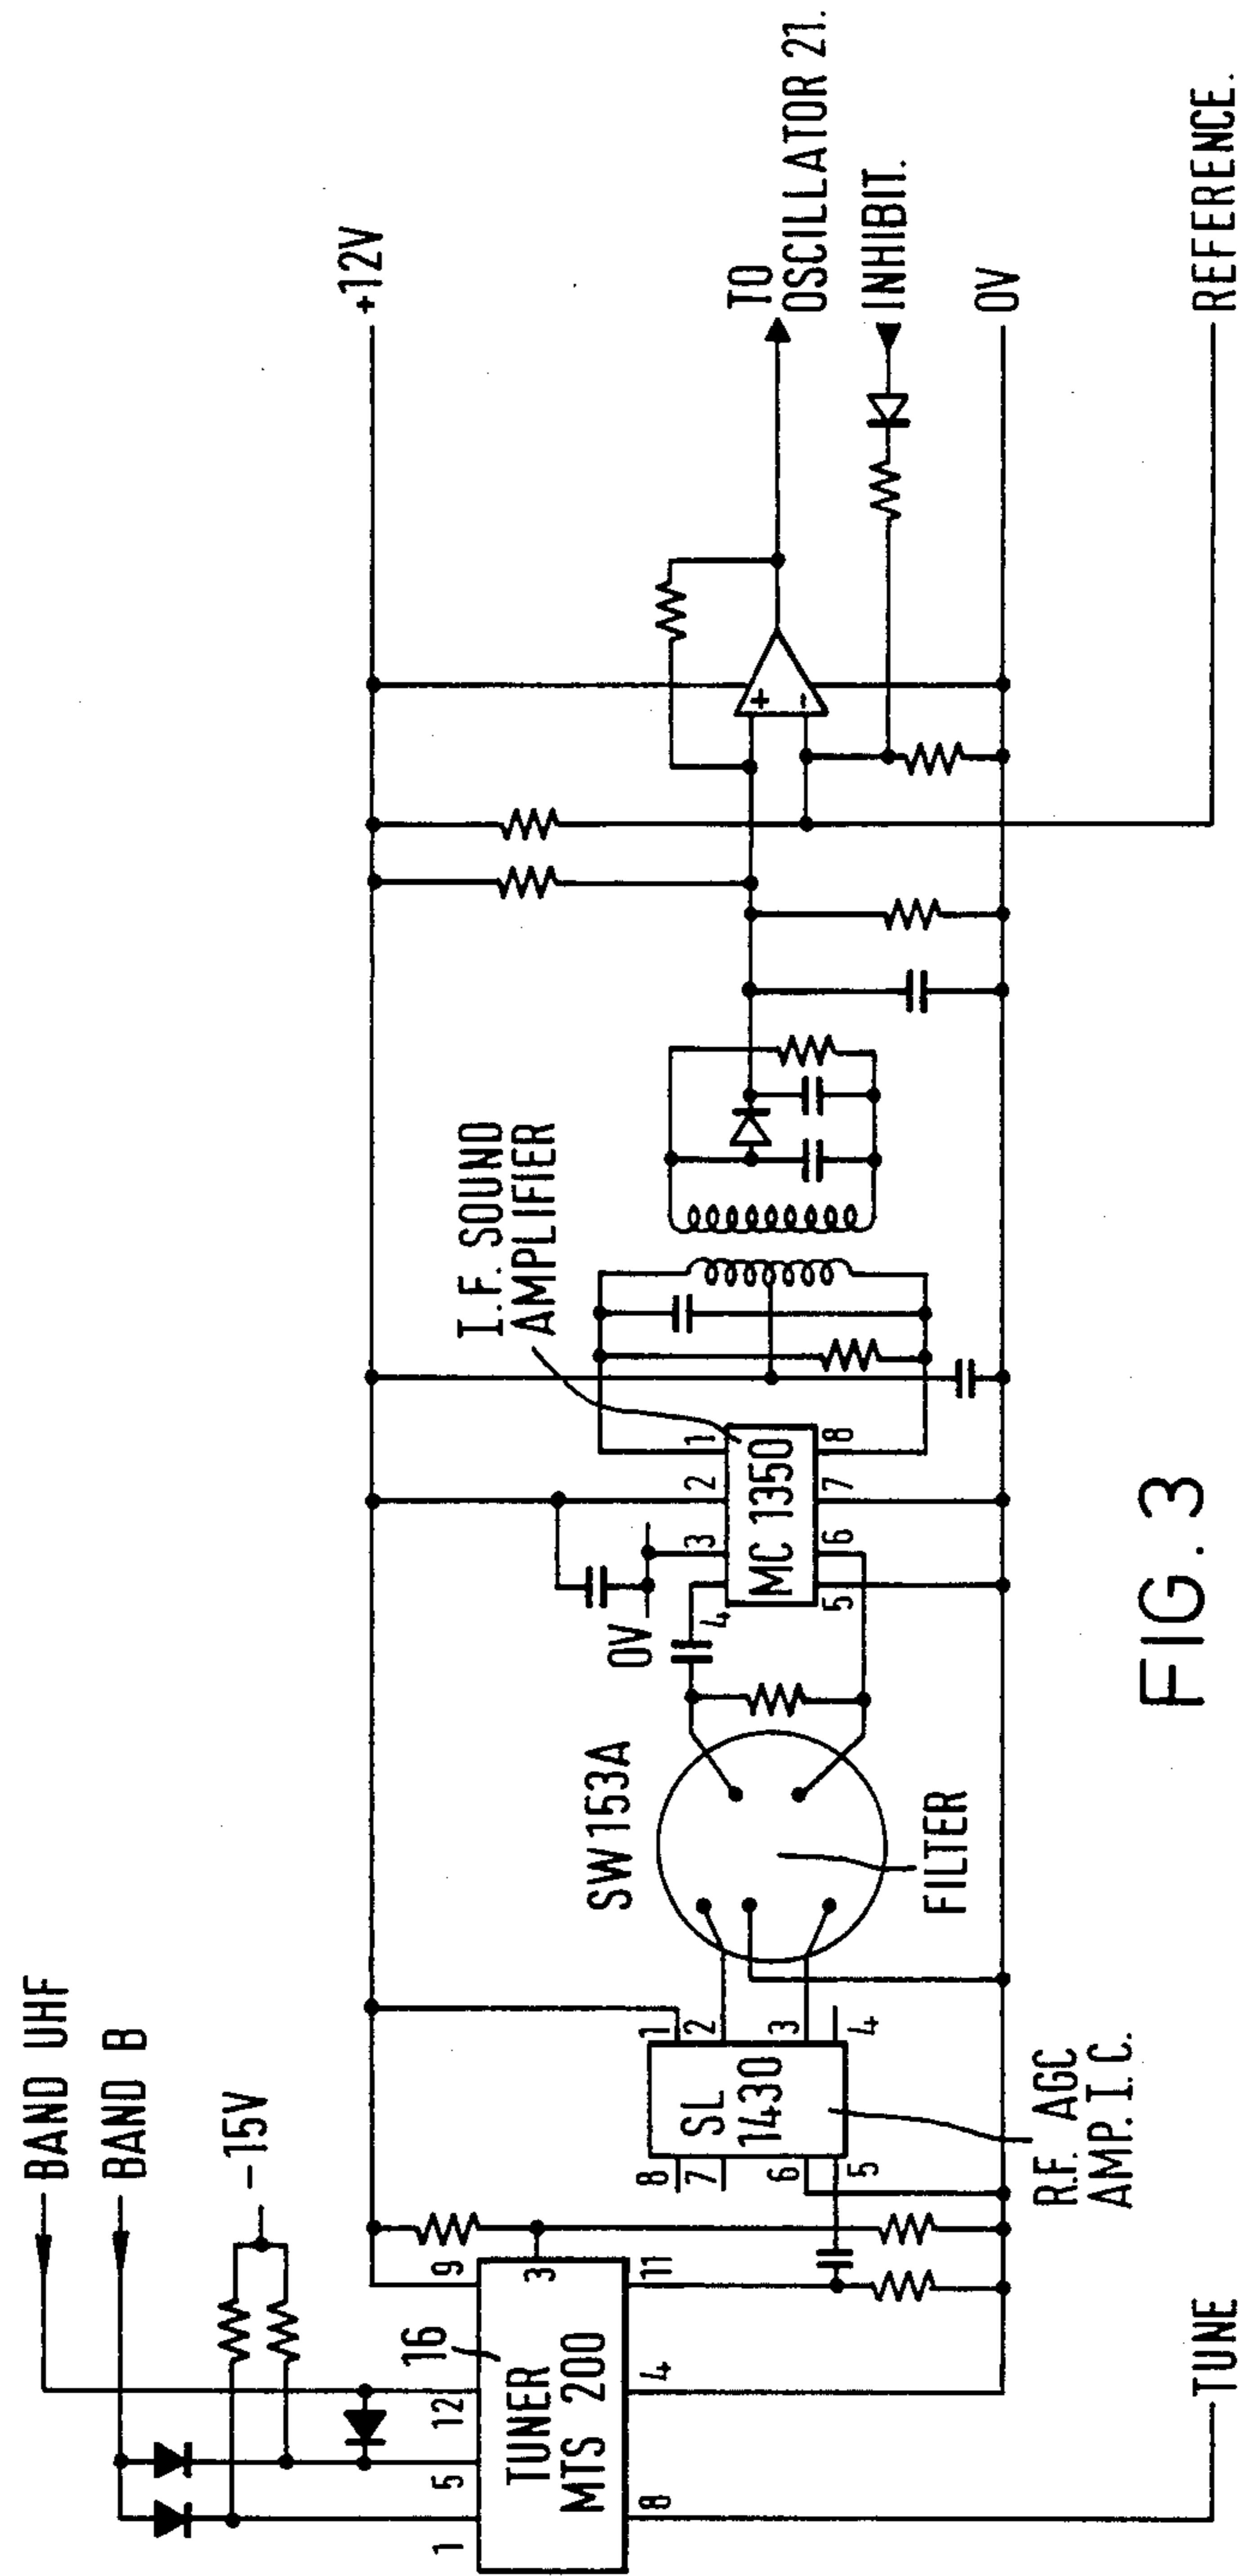 BAND UHF
BAND B
-15V
+12V
TO
OSCILLATOR 21.
INHIBIT.
0V
REFERENCE.
TUNE
16
TUNER
MTS 200
1
5
12
9
3
8
4
11
SL
1430
8
7
6
5
1
2
3
4
R.F. AGC
AMP. I.C.
SW153A
FILTER
0V
MC 1350
4
3
2
1
5
6
7
8
I.F. SOUND
AMPLIFIER
FIG. 3